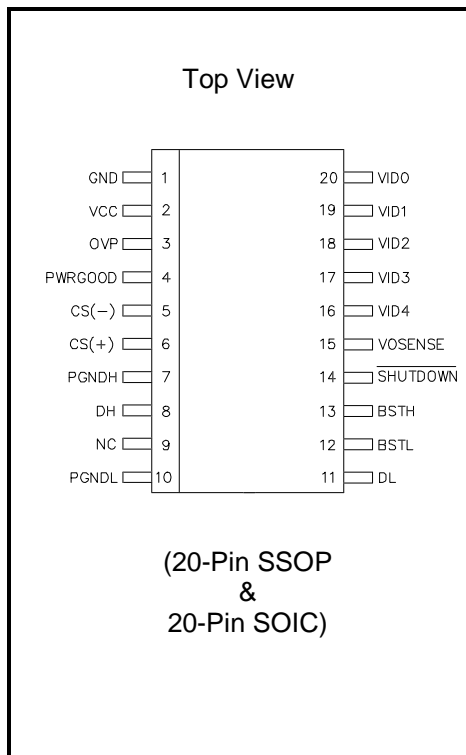 Top View
GND 1 20 VID0
VCC 2 19 VID1
OVP 3 18 VID2
PWRGOOD 4 17 VID3
CS(−) 5 16 VID4
CS(+) 6 15 VOSENSE
PGNDH 7 14 SHUTDOWN
DH 8 13 BSTH
NC 9 12 BSTL
PGNDL 10 11 DL
(20-Pin SSOP
&
20-Pin SOIC)